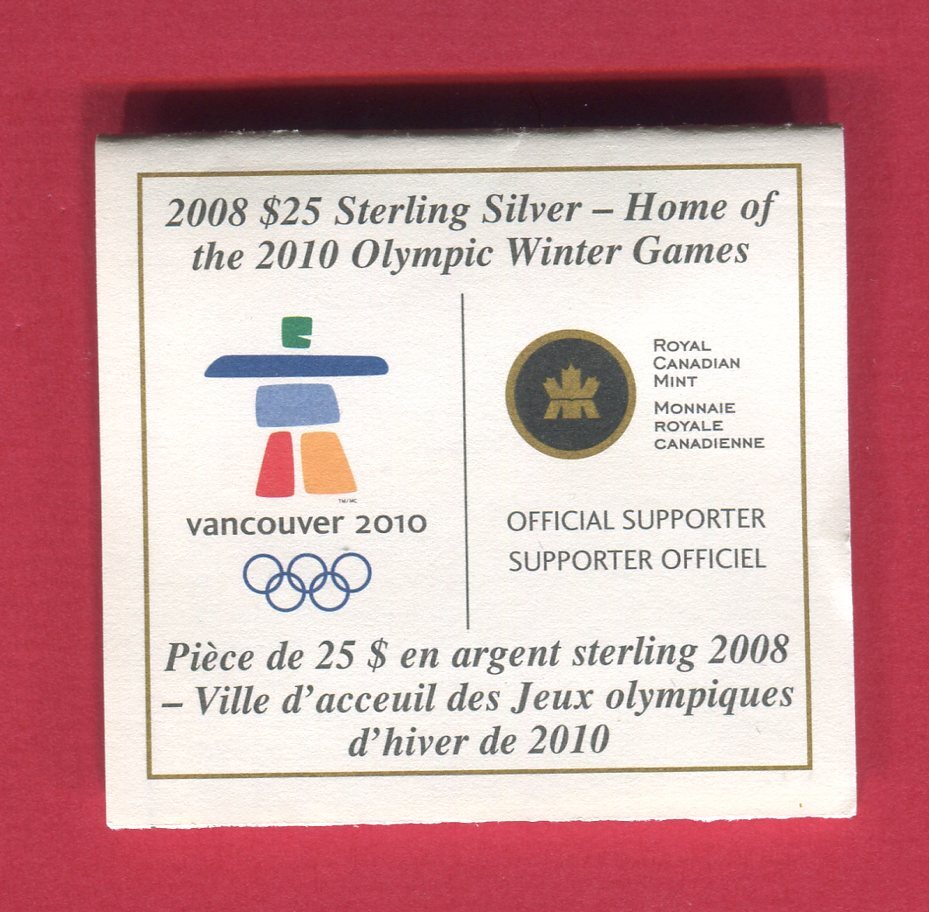 2008 $25 Sterling Silver – Home of
the 2010 Olympic Winter Games
TM/MC
vancouver 2010
ROYAL
CANADIAN
MINT
MONNAIE
ROYALE
CANADIENNE
OFFICIAL SUPPORTER
SUPPORTER OFFICIEL
Pièce de 25 $ en argent sterling 2008
– Ville d’acceuil des Jeux olympiques
d’hiver de 2010